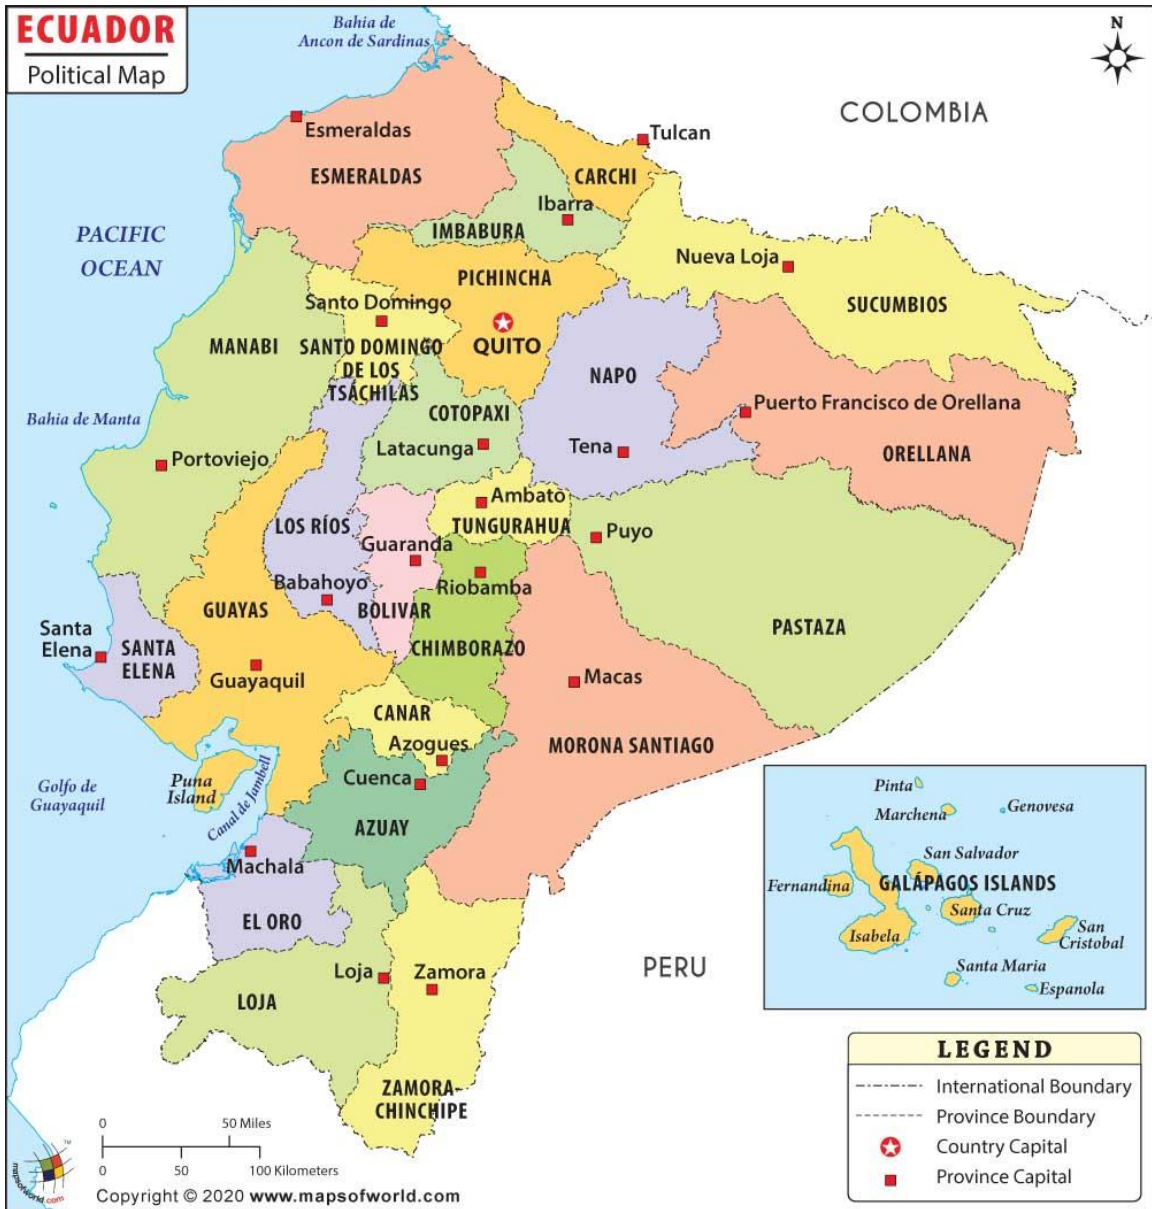 ECUADOR
Political Map
Bahia de
Ancon de Sardinas
N
COLOMBIA
Esmeraldas
ESMERALDAS
Tulcan
CARCHI
Ibarra
IMBABURA
PACIFIC
OCEAN
PICHINCHA
Nueva Loja
SUCUMBIOS
Santo Domingo
QUITO
MANABI
SANTO DOMINGO
DE LOS
TSÁCHILAS
NAPO
Bahia de Manta
COTOPAXI
Puerto Francisco de Orellana
Latacunga
Tena
ORELLANA
Portoviejo
Ambato
TUNGURAHUA
LOS RÍOS
Puyo
Guaranda
Riobamba
Babahoyo
GUAYAS
BOLIVAR
PASTAZA
Santa
Elena
SANTA
ELENA
CHIMBORAZO
Guayaquil
Macas
CANAR
MORONA SANTIAGO
Azogues
Cuenca
Puna
Island
Golfo de
Guayaquil
Canal de Jambell
AZUAY
Machala
EL ORO
PERU
Loja
Zamora
LOJA
ZAMORA-
CHINCHIPE
Pinta
Marchena
Genovesa
San Salvador
Fernandina
GALÁPAGOS ISLANDS
Santa Cruz
Isabela
San
Cristobal
Santa Maria
Espanola
LEGEND
International Boundary
Province Boundary
Country Capital
Province Capital
0 50 Miles
0 50 100 Kilometers
TM
mapsofworld.com
Copyright © 2020 www.mapsofworld.com